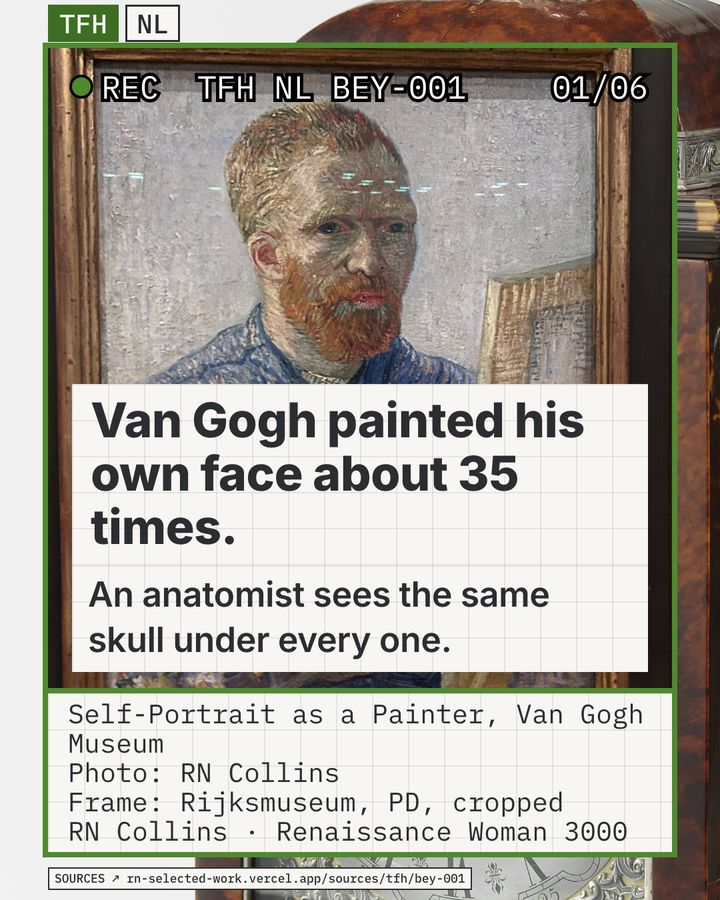 TFH NL
REC TFH NL BEY-001 01/06
Van Gogh painted his
own face about 35
times.
An anatomist sees the same
skull under every one.
Self-Portrait as a Painter, Van Gogh
Museum
Photo: RN Collins
Frame: Rijksmuseum, PD, cropped
RN Collins · Renaissance Woman 3000
SOURCES ↗ rn-selected-work.vercel.app/sources/tfh/bey-001